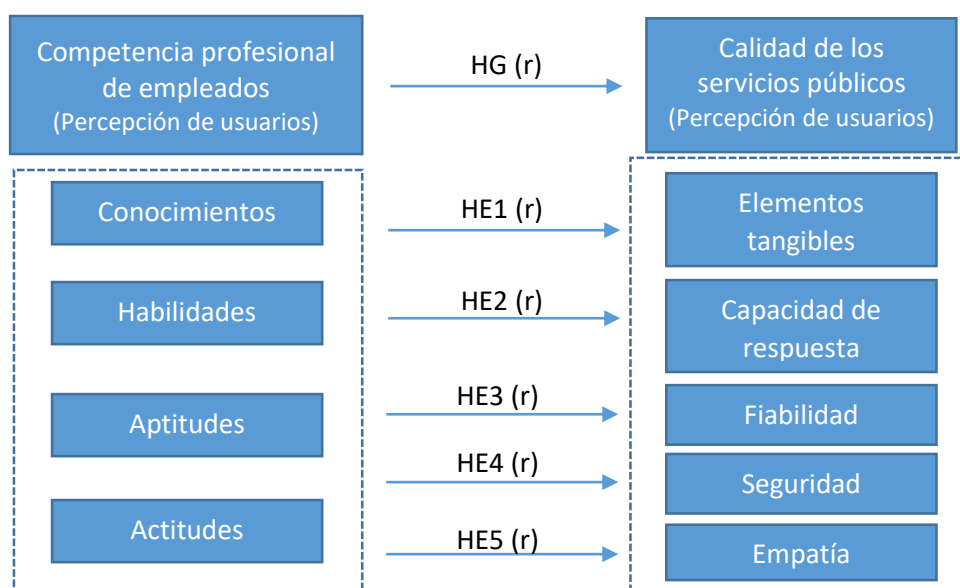 Competencia profesional
de empleados
(Percepción de usuarios)
HG (r)
Calidad de los
servicios públicos
(Percepción de usuarios)
Conocimientos
HE1 (r)
Elementos
tangibles
Habilidades
HE2 (r)
Capacidad de
respuesta
Aptitudes
HE3 (r)
Fiabilidad
HE4 (r)
Seguridad
Actitudes
HE5 (r)
Empatía